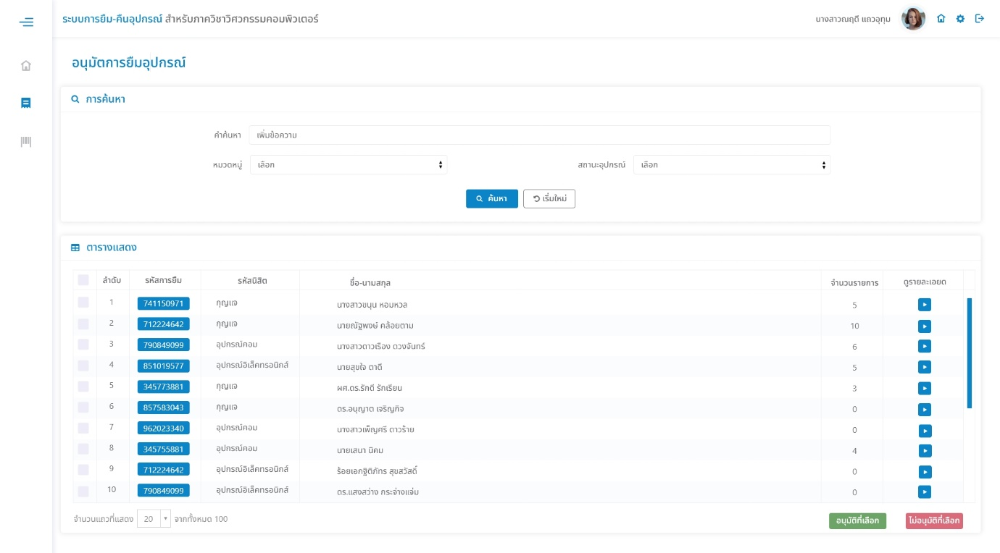 ระบบการยืม-คืนอุปกรณ์ สำหรับภาควิชาวิศวกรรมคอมพิวเตอร์ นางสาวณฤดี แถวอุทุม
อนุมัตการยืมอุปกรณ์
การค้นหา
คำค้นหา เพิ่มข้อความ
หมวดหมู่ เลือก สถานะอุปกรณ์ เลือก
ค้นหา เริ่มใหม่
ตารางแสดง
ลำดับ รหัสการยืม รหัสนิสิต ชื่อ-นามสกุล จำนวนรายการ ดูรายละเอยด
1 741150971 กุญแจ นางสาวขนุน หอมหวล 5
2 712224642 กุญแจ นายณัฐพงษ์ คล้อยตาม 10
3 790849099 อุปกรณ์คอม นางสาวดาวเรือง ดวงจันทร์ 6
4 851019577 อุปกรณ์อิเล็คทรอนิกส์ นายสุขใจ ตาดี 5
5 345773881 กุญแจ ผศ.ดร.รักดี รักเรียน 3
6 857583043 กุญแจ ดร.อนุญาต เจริญกิจ 0
7 962023340 อุปกรณ์คอม นางสาวเพ็ญศรี ดาวร้าย 0
8 345755881 อุปกรณ์คอม นายเสนา นิคม 4
9 712224642 อุปกรณ์อิเล็คทรอนิกส์ ร้อยเอกฐิติภัทร สุขสวัสดิ์ 0
10 790849099 อุปกรณ์อิเล็คทรอนิกส์ ดร.แสงสว่าง กระจ่างแจ่ม 0
จำนวนแถวที่แสดง 20 จากทั้งหมด 100 อนุมัติที่เลือก ไม่อนุมัติที่เลือก